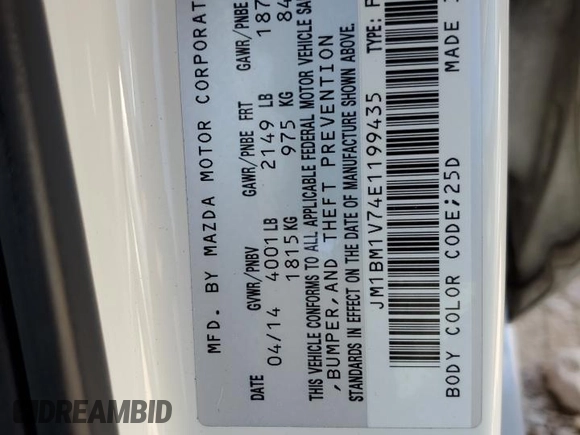 MFD. BY MAZDA MOTOR CORPORAT
DATE GVWR/PNBV GAWR/PNBE FRT GAWR/PNBE
04/14 4001LB 2149 LB 187
1815KG 975 KG 84
THIS VEHICLE CONFORMS TO ALL APPLICABLE FEDERAL MOTOR VEHICLE SA
,BUMPER,AND THEFT PREVENTION
STANDARDS IN EFFECT ON THE DATE OF MANUFACTURE SHOWN ABOVE.
JM1BM1V74E1199435 TYPE:
BODY COLOR CODE;25D MADE
BIDREAMBID